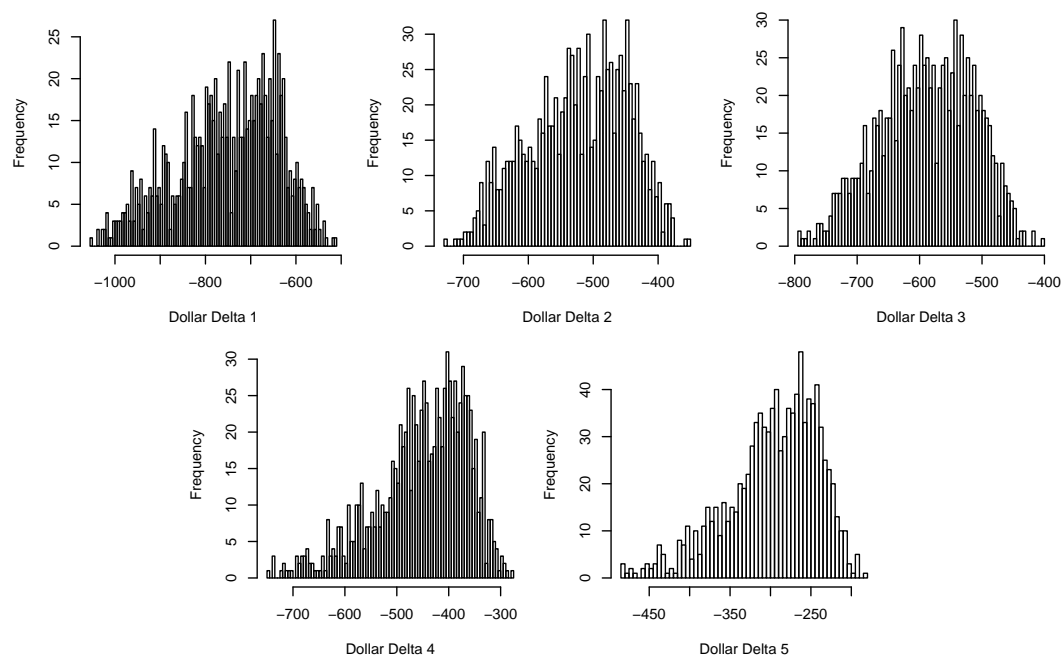 Frequency
0 5 10 15 20 25
−1000 −800 −600
Dollar Delta 1
Frequency
0 5 10 15 20 25 30
−700 −600 −500 −400
Dollar Delta 2
Frequency
0 5 10 15 20 25 30
−800 −700 −600 −500 −400
Dollar Delta 3
Frequency
0 5 10 15 20 25 30
−700 −600 −500 −400 −300
Dollar Delta 4
Frequency
0 10 20 30 40
−450 −350 −250
Dollar Delta 5